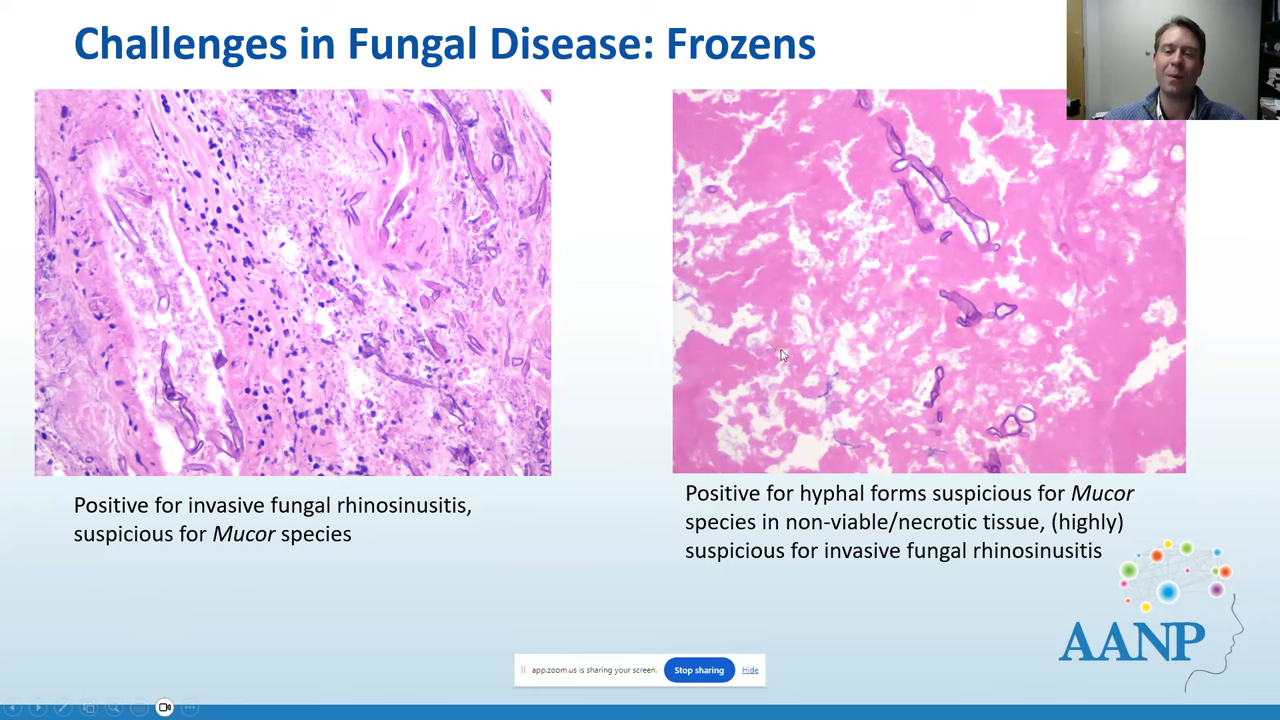 Challenges in Fungal Disease: Frozens
Positive for invasive fungal rhinosinusitis,
suspicious for Mucor species
Positive for hyphal forms suspicious for Mucor
species in non-viable/necrotic tissue, (highly)
suspicious for invasive fungal rhinosinusitis
AANP
app.zoom.us is sharing your screen. Stop sharing Hide